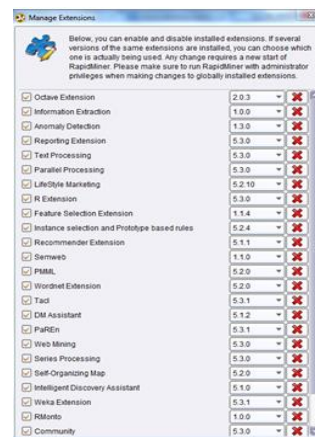 Manage Extensions
Below, you can enable and disable installed extensions. If several
versions of the same extensions are installed, you can choose which
one is actually being used. Any change requires a new start of
RapidMiner. Please make sure to run RapidMiner with administrator
privileges when making changes to globally installed extensions.
Octave Extension 2.0.3
Information Extraction 1.0.0
Anomaly Detection 1.3.0
Reporting Extension 5.3.0
Text Processing 5.3.0
Parallel Processing 5.3.0
LifeStyle Marketing 5.2.10
R Extension 5.3.0
Feature Selection Extension 1.1.4
Instance selection and Prototype based rules 5.2.4
Recommender Extension 5.1.1
Semweb 1.1.0
PMML 5.2.0
Wordnet Extension 5.2.0
Tacl 5.3.1
DM Assistant 5.1.2
PaREn 5.3.1
Web Mining 5.3.0
Series Processing 5.3.0
Self-Organizing Map 5.2.0
Intelligent Discovery Assistant 5.1.0
Weka Extension 5.3.1
RMonto 1.0.0
Community 5.3.0